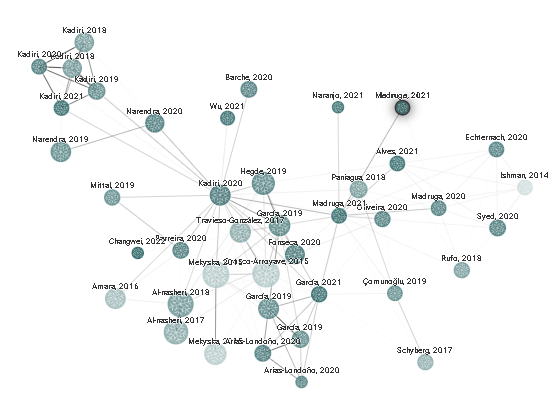 Kadiri, 2018
Kadiri, 2020
Kadiri, 2018
Kadiri, 2019
Kadiri, 2021
Barche, 2020
Naranjo, 2021
Madruga, 2021
Wu, 2021
Narendra, 2020
Narendra, 2019
Echternach, 2020
Alves, 2021
Hegde, 2019
Ishman, 2014
Mittal, 2019
Kadiri, 2020
Paniagua, 2018
Madruga, 2020
Madruga, 2021
Oliveira, 2020
García, 2019
Travieso-González, 2017
Syed, 2020
Changwei, 2022
Parreira, 2020
Fonseca, 2020
Rufo, 2018
Mekyska, 2015
Orozco-Arroyave, 2015
Amara, 2016
Al-nasheri, 2018
García, 2021
Çomunoğlu, 2019
García, 2019
Al-nasheri, 2017
García, 2019
Mekyska, 2015
Arias-Londoño, 2020
Schyberg, 2017
Arias-Londoño, 2020